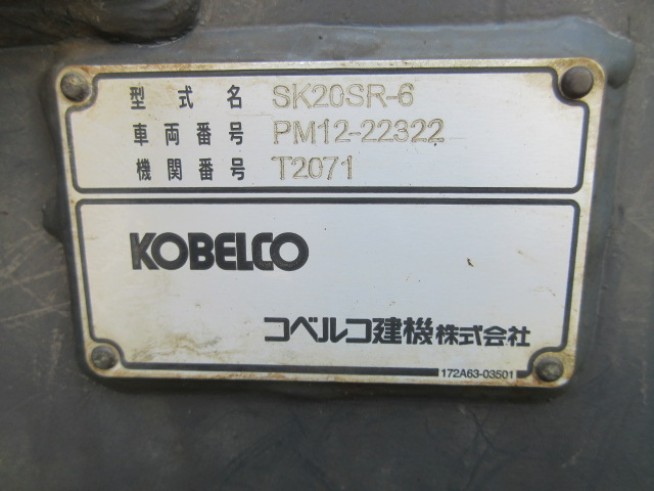 型式名 SK20SR-6
車両番号 PM12-22322
機関番号 T2071
KOBELCO
コベルコ建機株式会社
172A63-03501